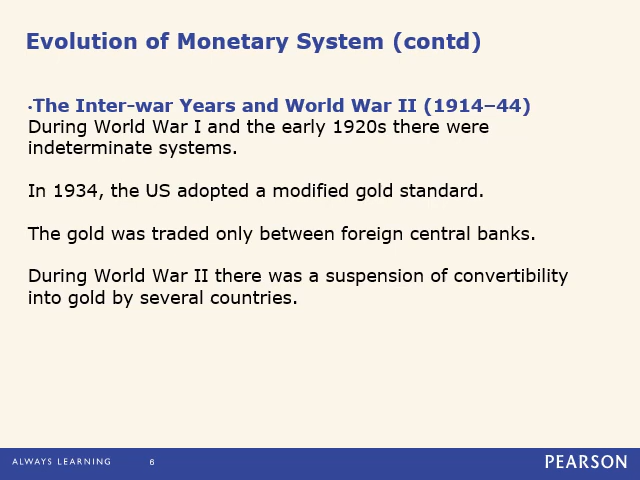 Evolution of Monetary System (contd)
•The Inter-war Years and World War II (1914–44)
During World War I and the early 1920s there were
indeterminate systems.
In 1934, the US adopted a modified gold standard.
The gold was traded only between foreign central banks.
During World War II there was a suspension of convertibility
into gold by several countries.
ALWAYS LEARNING 6 PEARSON